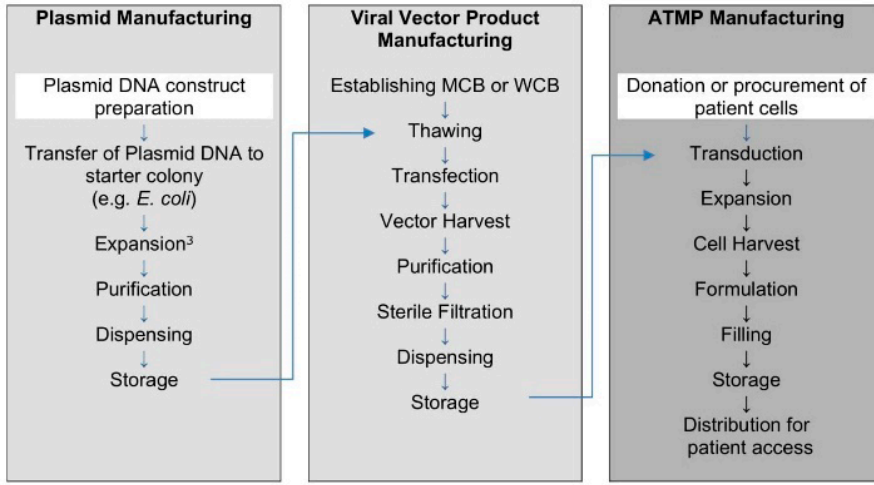 Plasmid Manufacturing
Plasmid DNA construct
preparation
↓
Transfer of Plasmid DNA to
starter colony
(e.g. E. coli)
↓
Expansion³
↓
Purification
↓
Dispensing
↓
Storage
Viral Vector Product
Manufacturing
Establishing MCB or WCB
↓
Thawing
↓
Transfection
↓
Vector Harvest
↓
Purification
↓
Sterile Filtration
↓
Dispensing
↓
Storage
ATMP Manufacturing
Donation or procurement of
patient cells
↓
Transduction
↓
Expansion
↓
Cell Harvest
↓
Formulation
↓
Filling
↓
Storage
↓
Distribution for
patient access